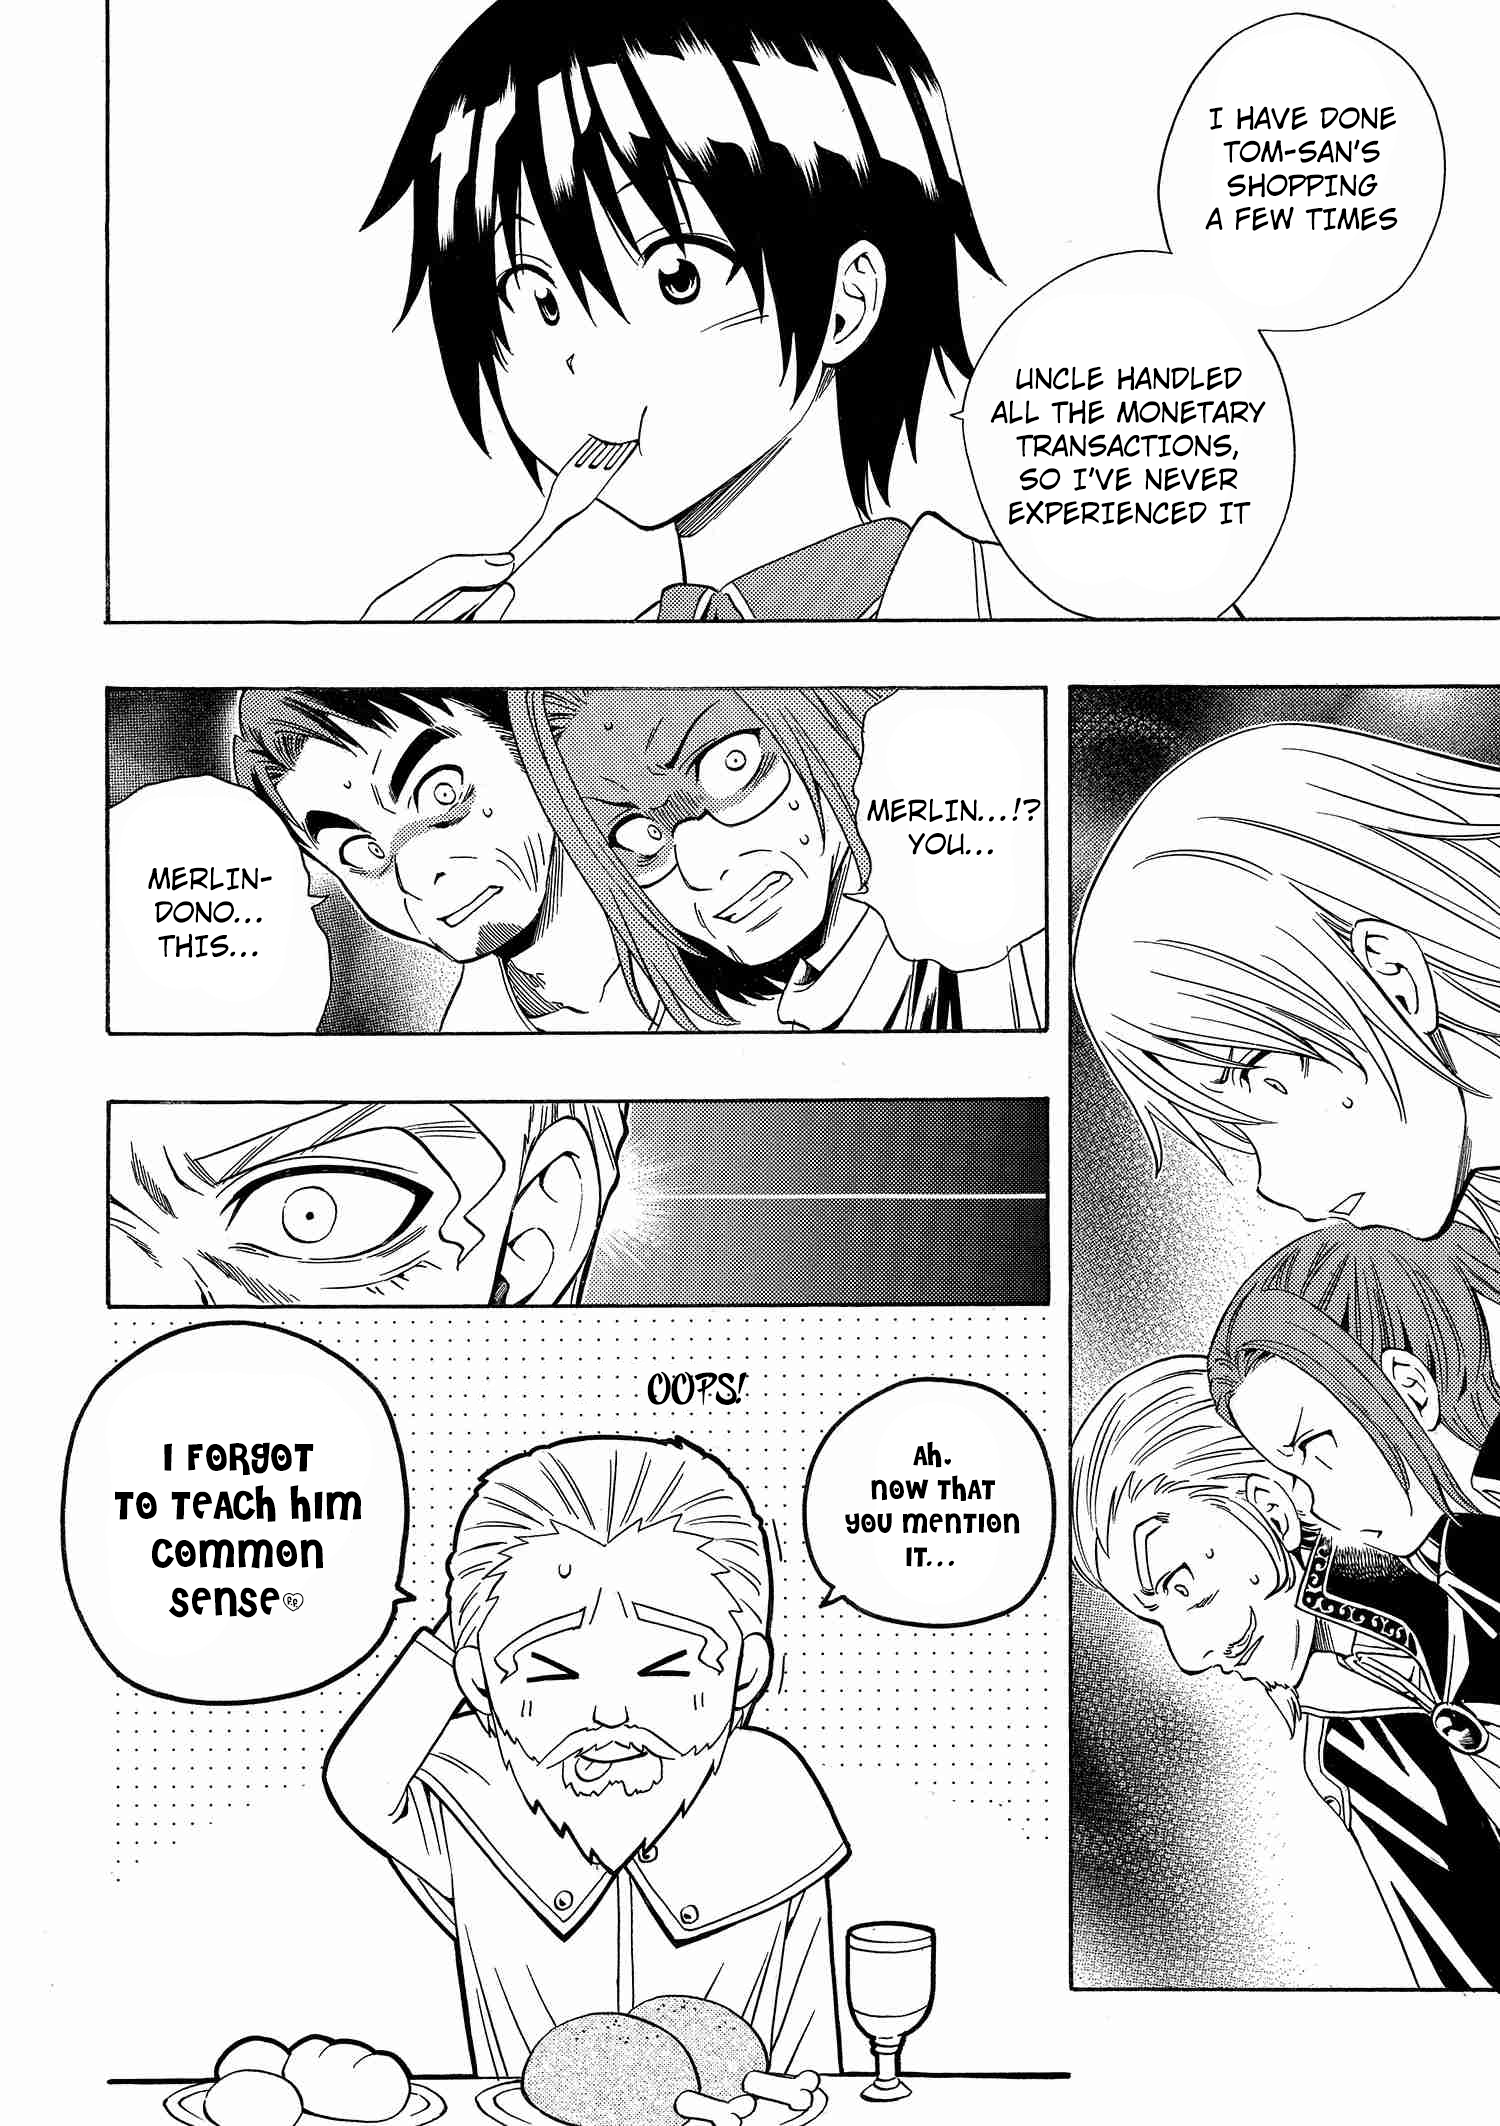 I HAVE DONE
TOM-SAN'S
SHOPPING
A FEW TIMES
UNCLE HANDLED
ALL THE MONETARY
TRANSACTIONS,
SO I'VE NEVER
EXPERIENCED IT
MERLIN...!?
YOU...
MERLIN-
DONO...
THIS...
OOPS!
Ah.
now that
you mention
it...
I forgot
to teach him
common
sense